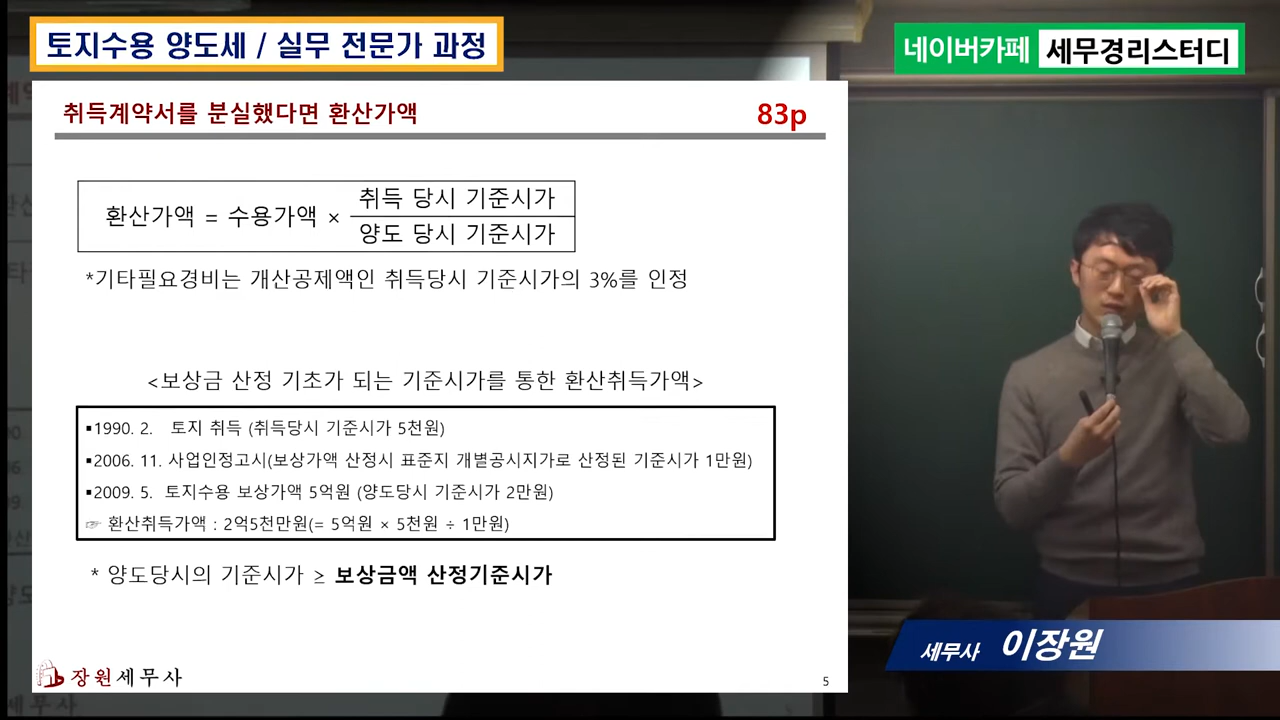 토지수용 양도세 / 실무 전문가 과정
네이버카페 세무경리스터디
취득계약서를 분실했다면 환산가액
83p
환산가액 = 수용가액 × 취득 당시 기준시가
양도 당시 기준시가
*기타필요경비는 개산공제액인 취득당시 기준시가의 3%를 인정
<보상금 산정 기초가 되는 기준시가를 통한 환산취득가액>
▪1990. 2. 토지 취득 (취득당시 기준시가 5천원)
▪2006. 11. 사업인정고시(보상가액 산정시 표준지 개별공시지가로 산정된 기준시가 1만원)
▪2009. 5. 토지수용 보상가액 5억원 (양도당시 기준시가 2만원)
☞ 환산취득가액 : 2억5천만원(= 5억원 × 5천원 ÷ 1만원)
* 양도당시의 기준시가 ≥ 보상금액 산정기준시가
장원세무사
5
세무사 이장원